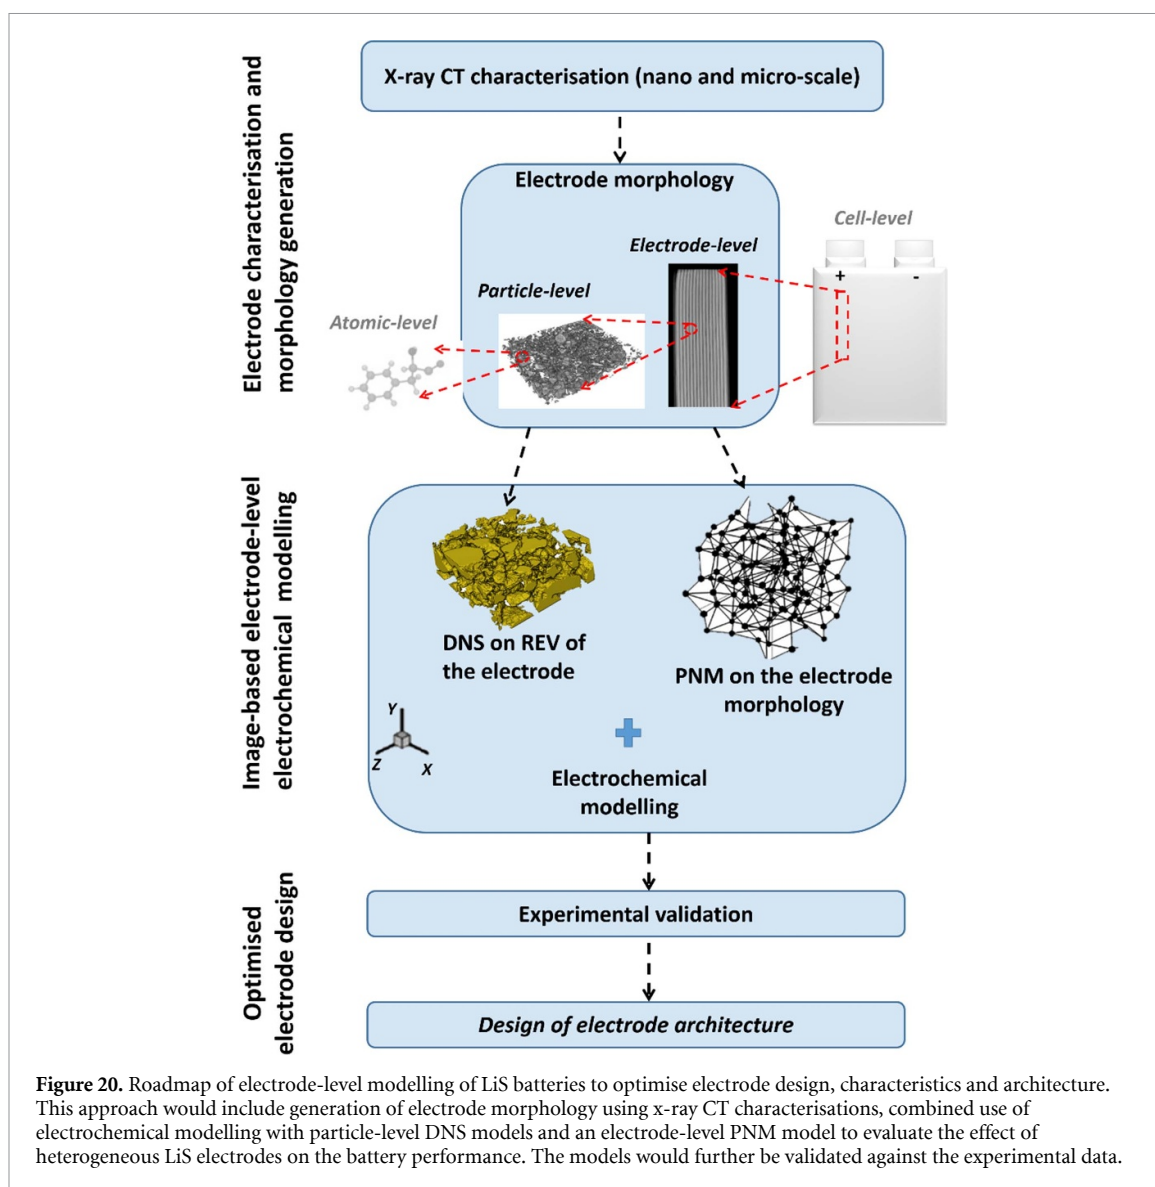 X-ray CT characterisation (nano and micro-scale)
Electrode characterisation and
morphology generation
Electrode morphology
Cell-level
Electrode-level
Particle-level
Atomic-level
+
-
Image-based electrode-level
electrochemical modelling
DNS on REV of
the electrode
PNM on the electrode
morphology
Y
Z
X
Electrochemical
modelling
Optimised
electrode design
Experimental validation
Design of electrode architecture
Figure 20. Roadmap of electrode-level modelling of LiS batteries to optimise electrode design, characteristics and architecture.
This approach would include generation of electrode morphology using x-ray CT characterisations, combined use of
electrochemical modelling with particle-level DNS models and an electrode-level PNM model to evaluate the effect of
heterogeneous LiS electrodes on the battery performance. The models would further be validated against the experimental data.